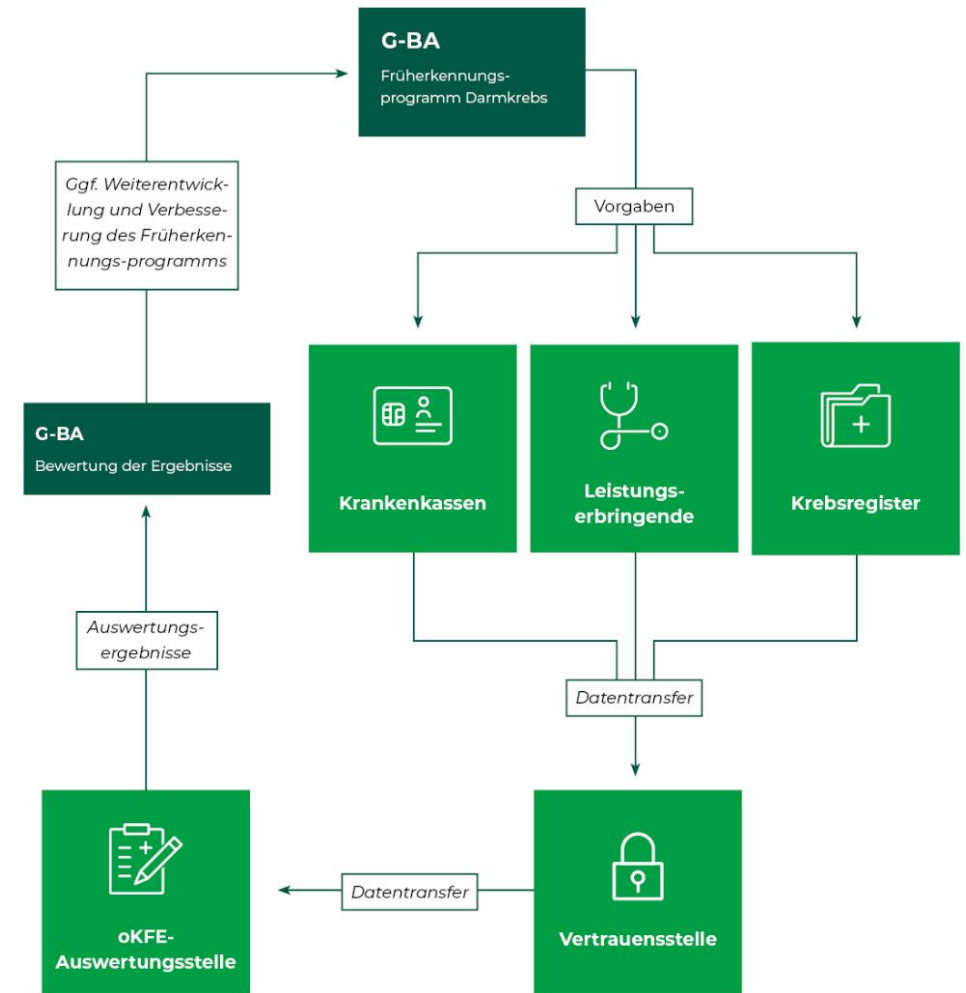 G-BA
Früherkennungs-
programm Darmkrebs
Ggf. Weiterentwick-
lung und Verbesse-
rung des Früherken-
nungs-programms
Vorgaben
G-BA
Bewertung der Ergebnisse
Krankenkassen
Leistungs-
erbringende
Krebsregister
Auswertungs-
ergebnisse
Datentransfer
oKFE-
Auswertungsstelle
Datentransfer
Vertrauensstelle